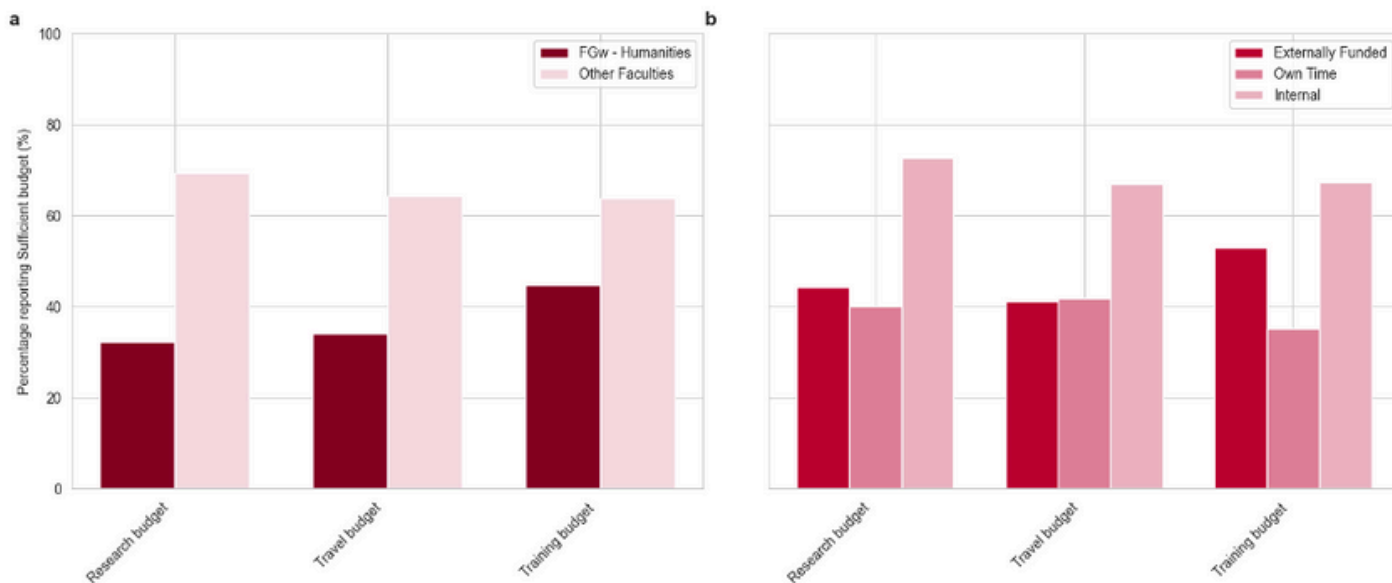 a
b
100
80
60
40
20
0
Percentage reporting Sufficient budget (%)
FGw - Humanities
Other Faculties
Research budget
Travel budget
Training budget
Externally Funded
Own Time
Internal
Research budget
Travel budget
Training budget